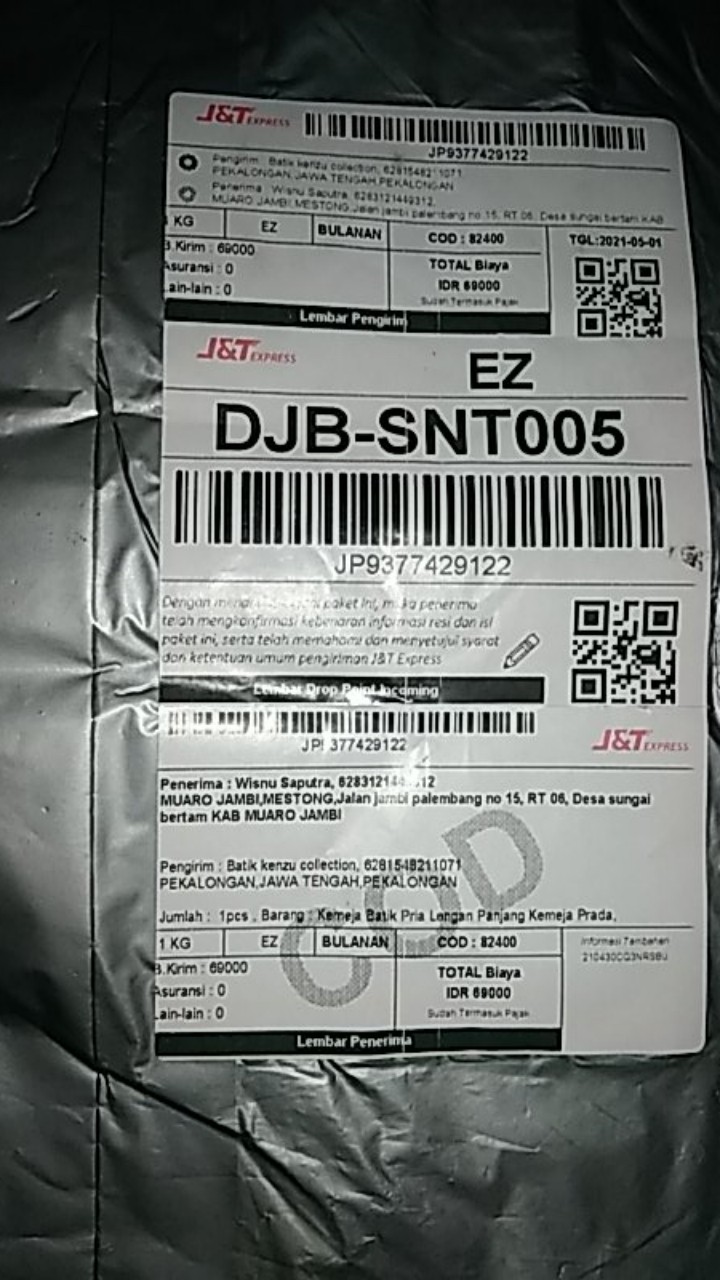 J&T EXPRESS
JP9377429122
Pengirim : Batik kenzu collection, 6281548211071
PEKALONGAN,JAWA TENGAH,PEKALONGAN
Penerima : Wisnu Saputra, 6283121449312,
MUARO JAMBI,MESTONG,Jalan jambi palembang no 15, RT 06, Desa sungai bertam KAB
KG EZ BULANAN COD : 82400 TGL:2021-05-01
B.Kirim : 69000 TOTAL Biaya
Asuransi : 0 IDR 69000
Lain-lain : 0 Sudah Termasuk Pajak
Lembar Pengirim
J&T EXPRESS EZ
DJB-SNT005
JP9377429122
Dengan paket ini, maka penerima
telah mengkonfirmasi kebenaran informasi resi dan isi
paket ini, serta telah memahami dan menyetujui syarat
dan ketentuan umum pengiriman J&T Express
Lembar Drop Point Incoming
JP 377429122 J&T EXPRESS
Penerima : Wisnu Saputra,
MUARO JAMBI,MESTONG,Jalan jambi palembang no 15, RT 06, Desa sungai
bertam KAB MUARO JAMBI
COD
Pengirim : Batik kenzu collection, 6281548211071
PEKALONGAN,JAWA TENGAH,PEKALONGAN
Jumlah : 1pcs , Barang : Kemeja Batik Pria Lengan Panjang Kemeja Prada,
1 KG EZ BULANAN COD : 82400 Informasi Tambahan
B.Kirim : 69000 TOTAL Biaya
Asuransi : 0 IDR 69000
Lain-lain : 0 Sudah Termasuk Pajak
Lembar Penerima